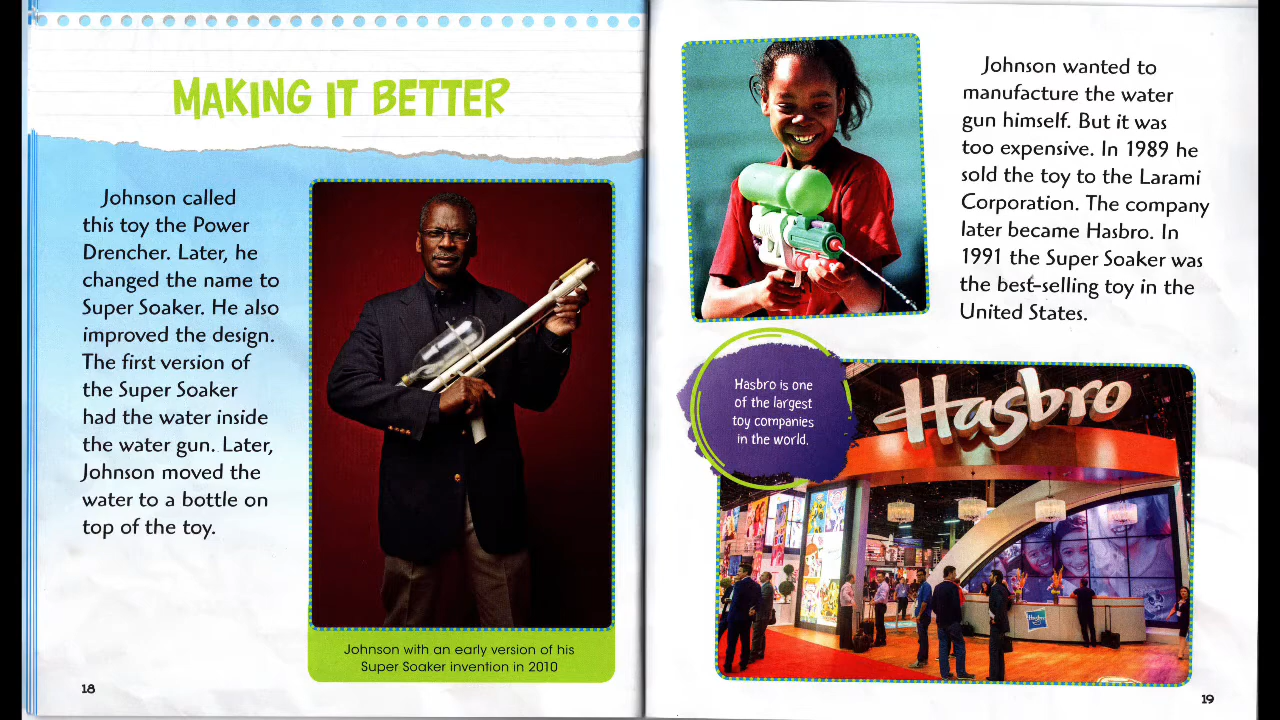 MAKING IT BETTER
Johnson called
this toy the Power
Drencher. Later, he
changed the name to
Super Soaker. He also
improved the design.
The first version of
the Super Soaker
had the water inside
the water gun. Later,
Johnson moved the
water to a bottle on
top of the toy.
Johnson with an early version of his
Super Soaker invention in 2010
18
Johnson wanted to
manufacture the water
gun himself. But it was
too expensive. In 1989 he
sold the toy to the Larami
Corporation. The company
later became Hasbro. In
1991 the Super Soaker was
the best-selling toy in the
United States.
Hasbro is one
of the largest
toy companies
in the world.
Hasbro
Hasbro
19